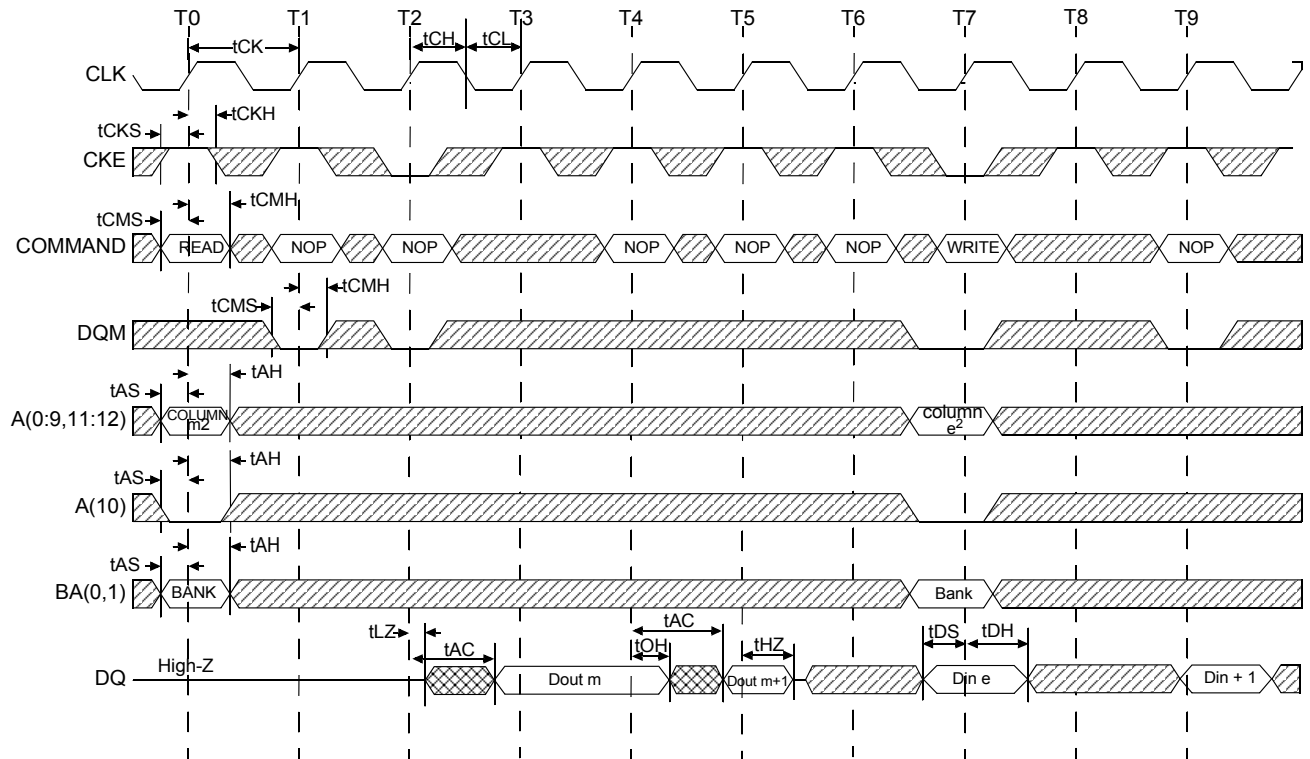 T0 T1 T2 T3 T4 T5 T6 T7 T8 T9
tCK tCH tCL
CLK
tCKH
tCKS
CKE
tCMH
tCMS
COMMAND READ NOP NOP NOP NOP NOP WRITE NOP
tCMH
tCMS
DQM
tAH
tAS
A(0:9,11:12) COLUMN m2 column e2
tAH
tAS
A(10)
tAH
tAS
BA(0,1) BANK Bank
tLZ tAC tAC tOH tHZ tDS tDH
High-Z
DQ Dout m Dout m+1 Din e Din + 1